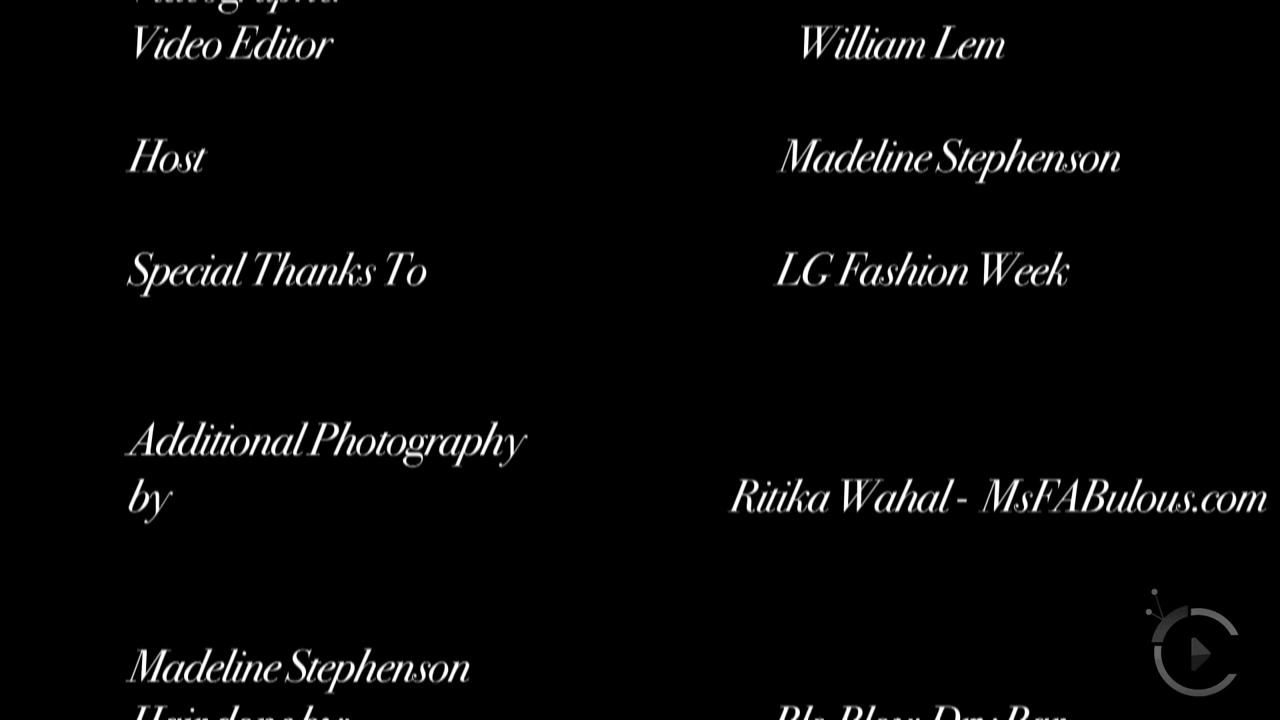 Video Editor William Lem
Host Madeline Stephenson
Special Thanks To LG Fashion Week
Additional Photography
by Ritika Wahal - MsFABulous.com
Madeline Stephenson